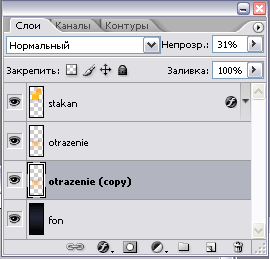 Слои Каналы Контуры
Нормальный Непрозр.: 31%
Закрепить: Заливка: 100%
stakan
otrazenie
otrazenie (copy)
fon